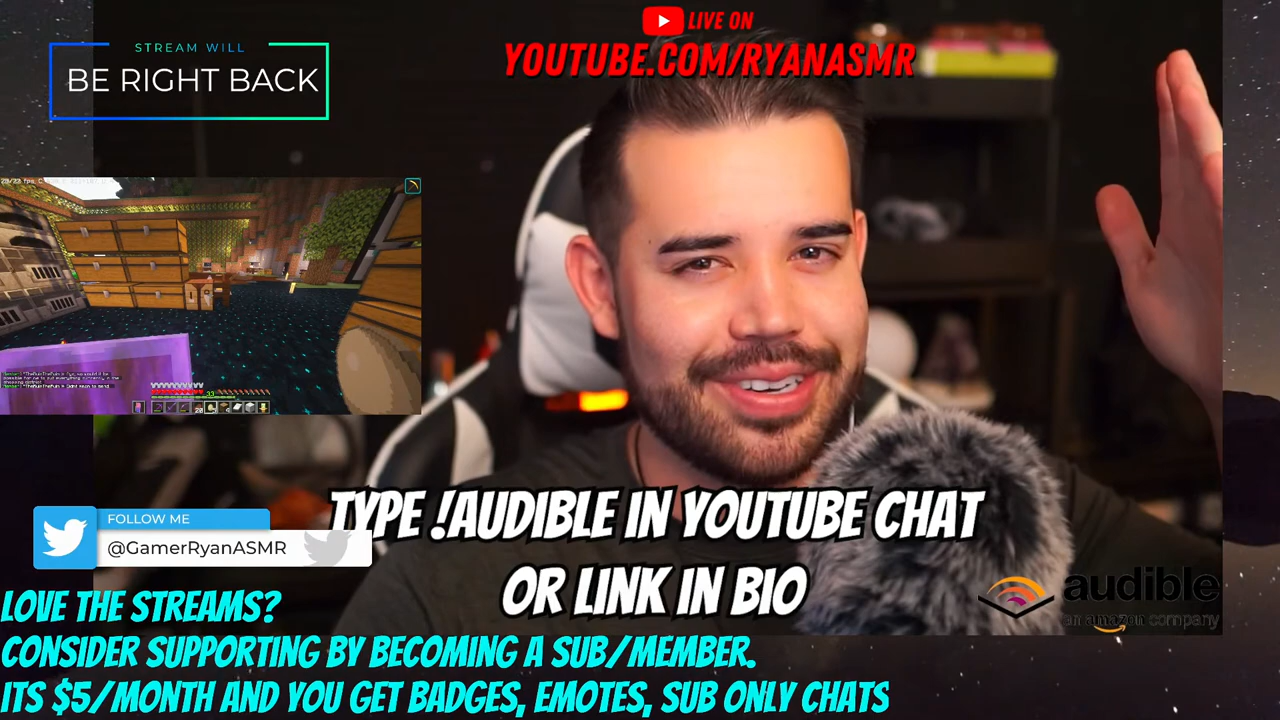 LIVE ON
YOUTUBE.COM/RYANASMR
STREAM WILL
BE RIGHT BACK
TYPE !AUDIBLE IN YOUTUBE CHAT
OR LINK IN BIO
FOLLOW ME
@GamerRyanASMR
audible
an amazon company
LOVE THE STREAMS?
CONSIDER SUPPORTING BY BECOMING A SUB/MEMBER.
ITS $5/MONTH AND YOU GET BADGES, EMOTES, SUB ONLY CHATS